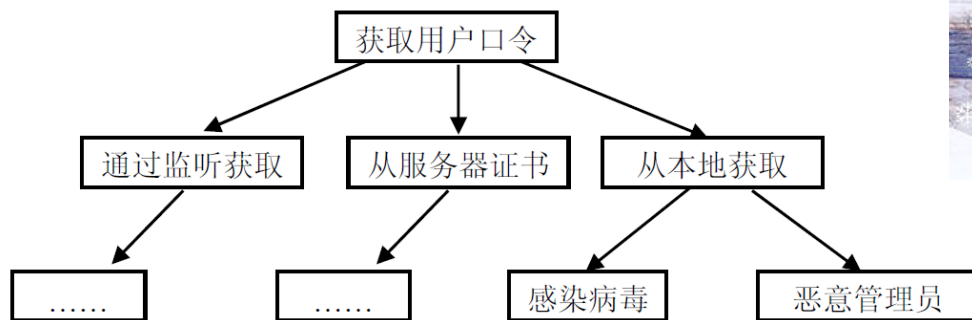 获取用户口令
通过监听获取
从服务器证书
从本地获取
……
……
感染病毒
恶意管理员